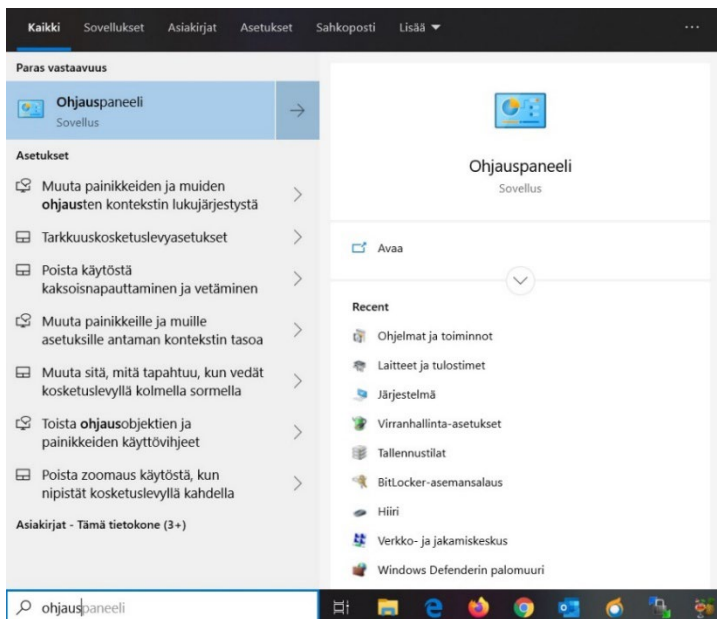 Kaikki Sovellukset Asiakirjat Asetukset Sahkoposti Lisää
Paras vastaavuus
Ohjauspaneeli
Sovellus
Asetukset
Muuta painikkeiden ja muiden
ohjausten kontekstin lukujärjestystä
Tarkkuuskosketuslevyasetukset
Poista käytöstä
kaksoisnapauttaminen ja vetäminen
Muuta painikkeille ja muille
asetuksille antaman kontekstin tasoa
Muuta sitä, mitä tapahtuu, kun vedät
kosketuslevyllä kolmella sormella
Toista ohjausobjektien ja
painikkeiden käyttövihjeet
Poista zoomaus käytöstä, kun
nipistät kosketuslevyllä kahdella
Asiakirjat - Tämä tietokone (3+)
ohjauspaneeli
Ohjauspaneeli
Sovellus
Avaa
Recent
Ohjelmat ja toiminnot
Laitteet ja tulostimet
Järjestelmä
Virranhallinta-asetukset
Tallennustilat
BitLocker-asemansalaus
Hiiri
Verkko- ja jakamiskeskus
Windows Defenderin palomuuri